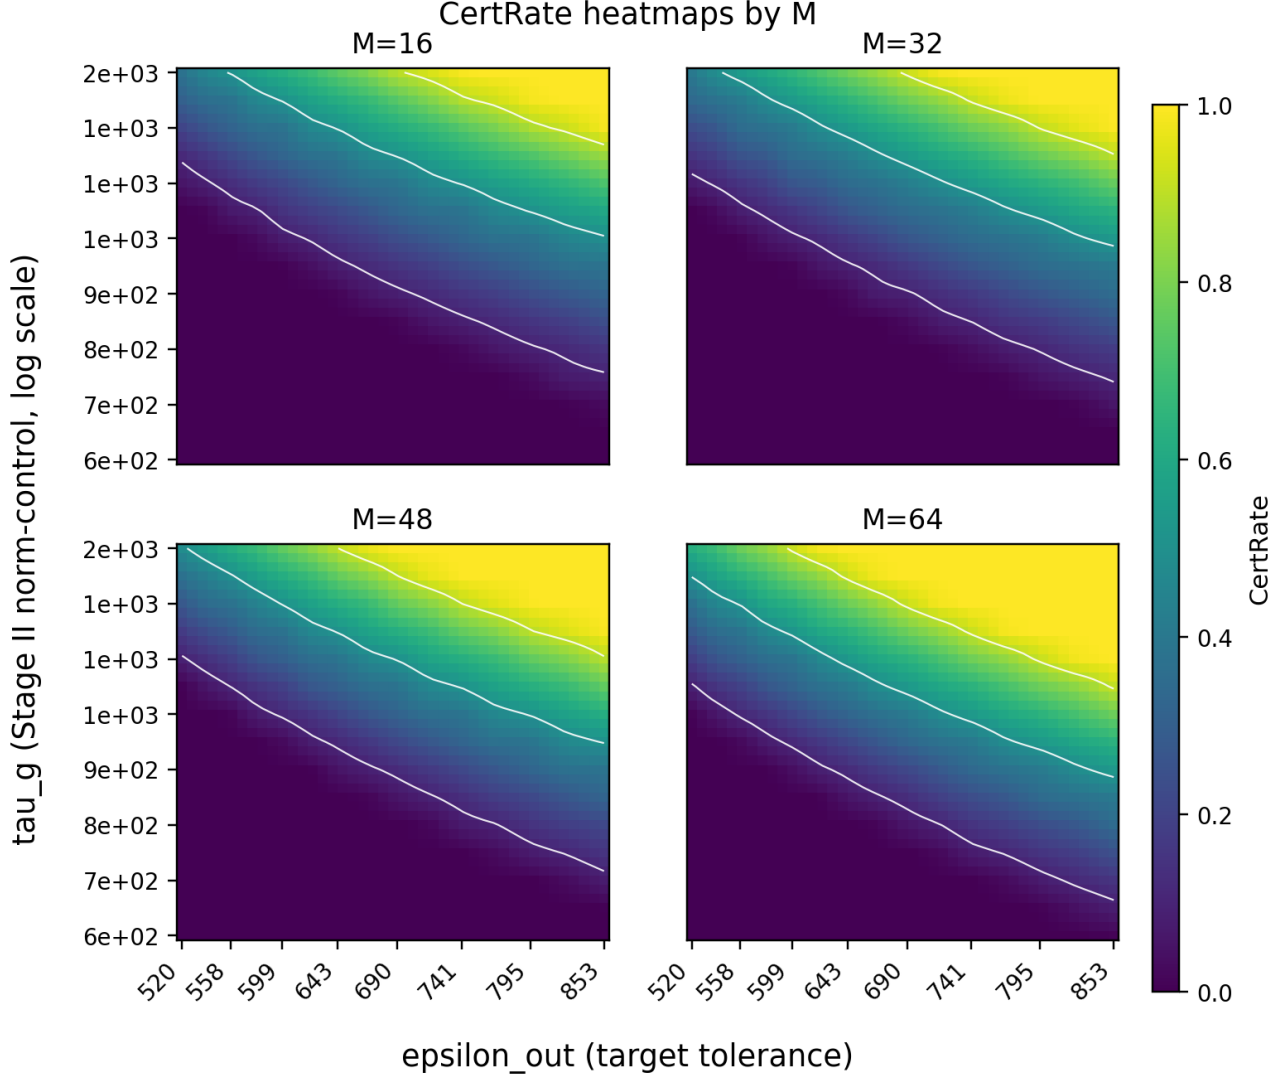 CertRate heatmaps by M
M=16
M=32
2e+03
1e+03
1e+03
1e+03
9e+02
8e+02
7e+02
6e+02
M=48
M=64
2e+03
1e+03
1e+03
1e+03
9e+02
8e+02
7e+02
6e+02
520
558
599
643
690
741
795
853
520
558
599
643
690
741
795
853
tau_g (Stage II norm-control, log scale)
epsilon_out (target tolerance)
1.0
0.8
0.6
0.4
0.2
0.0
CertRate